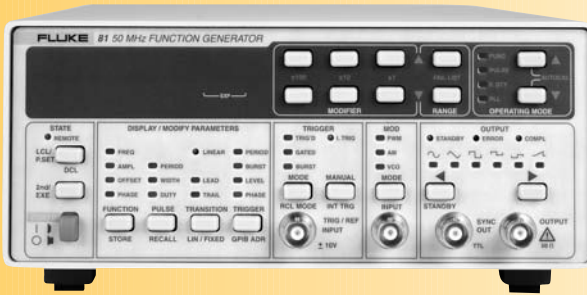 FLUKE 81 50 MHz FUNCTION GENERATOR
FUNC
PULSE
AUTOCAL
EXP
MODIFIER
RANGE
OPERATING MODE
STATE
REMOTE
LCL/
P.SET
DCL
2nd/
EXE
DISPLAY / MODIFY PARAMETERS
FREQ
LINEAR
PERIOD
AMPL
PERIOD
BURST
OFFSET
WIDTH
LEAD
LEVEL
PHASE
DUTY
TRAIL
PHASE
FUNCTION
PULSE
TRANSITION
TRIGGER
STORE
RECALL
LIN / FIXED
GPIB ADR
TRIGGER
TRIG'D
I. TRIG
GATED
BURST
MODE
MANUAL
RCL MODE
INT TRG
TRIG / REF
INPUT
± 10V
MOD
PWM
AM
VCO
MODE
INPUT
OUTPUT
STANDBY
ERROR
COMPL
STANDBY
SYNC
OUT
TTL
OUTPUT
50 Ω